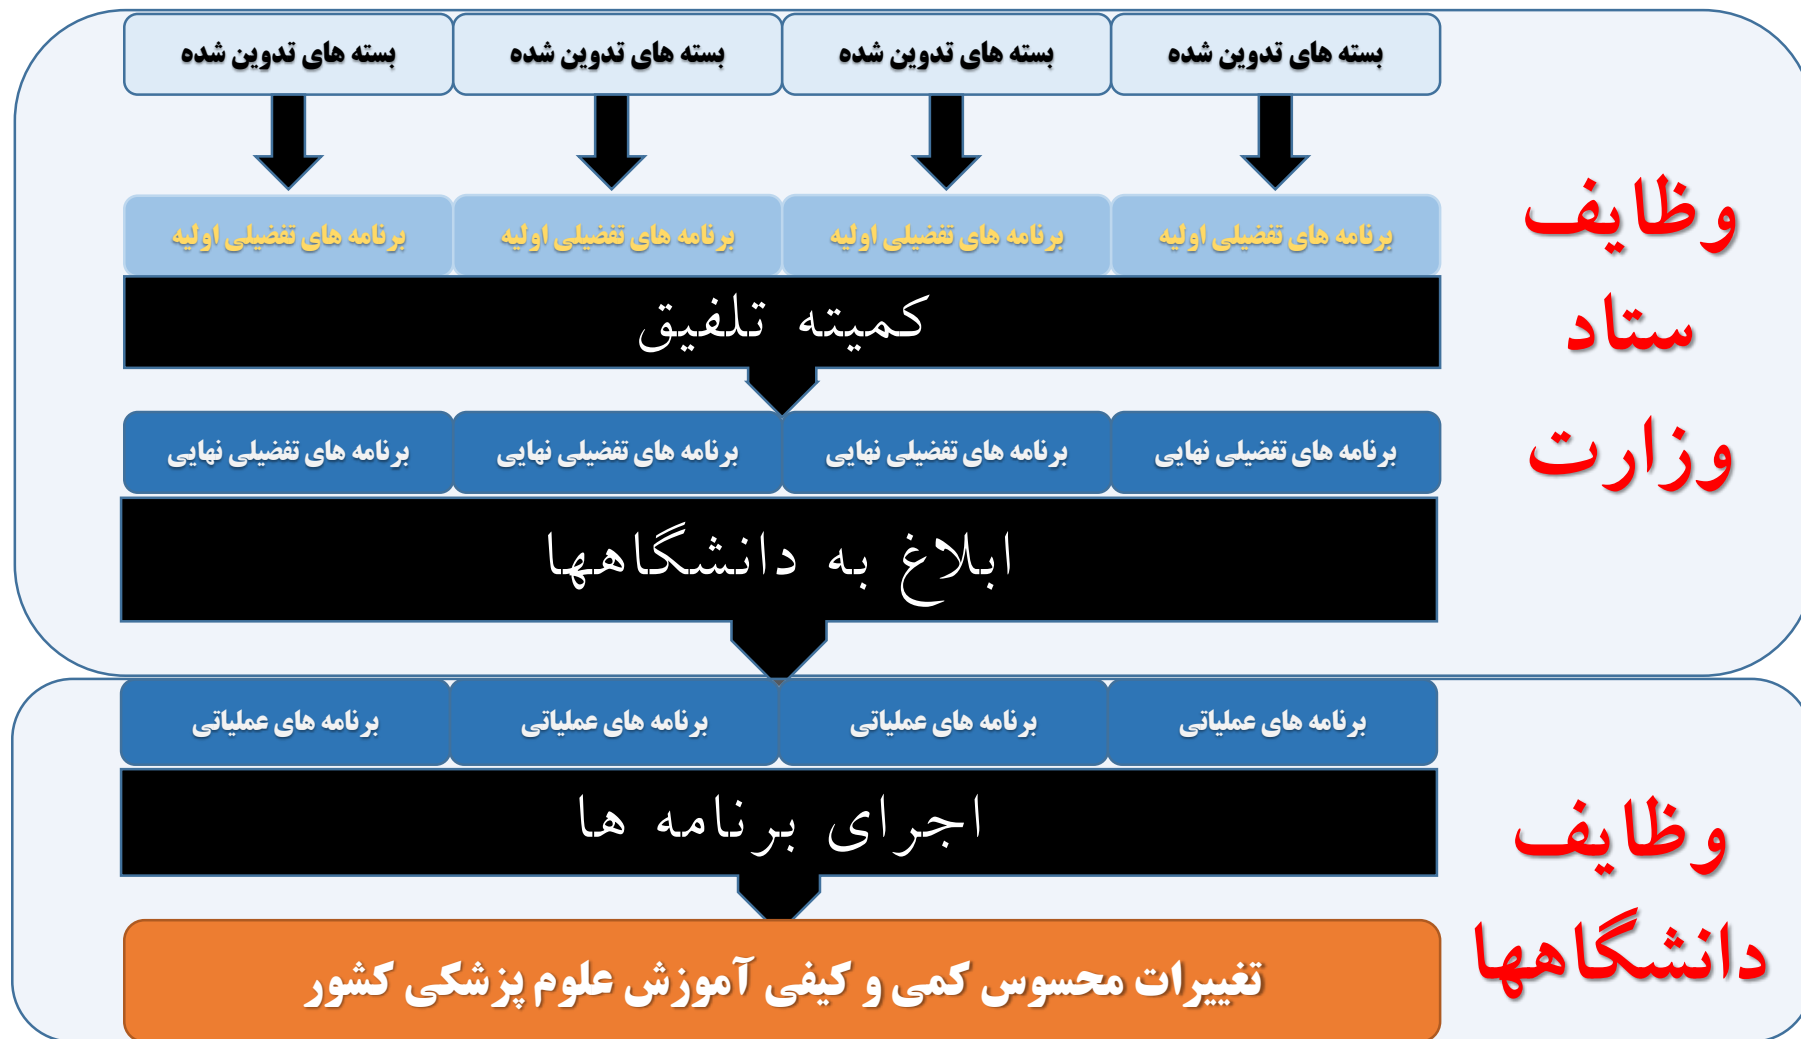 بسته های تدوین شده
بسته های تدوین شده
بسته های تدوین شده
بسته های تدوین شده
برنامه های تفضیلی اولیه
برنامه های تفضیلی اولیه
برنامه های تفضیلی اولیه
برنامه های تفضیلی اولیه
کمیته تلفیق
برنامه های تفضیلی نهایی
برنامه های تفضیلی نهایی
برنامه های تفضیلی نهایی
برنامه های تفضیلی نهایی
ابلاغ به دانشگاهها
وظایف
ستاد
وزارت
برنامه های عملیاتی
برنامه های عملیاتی
برنامه های عملیاتی
برنامه های عملیاتی
اجرای برنامه ها
تغییرات محسوس کمی و کیفی آموزش علوم پزشکی کشور
وظایف
دانشگاهها